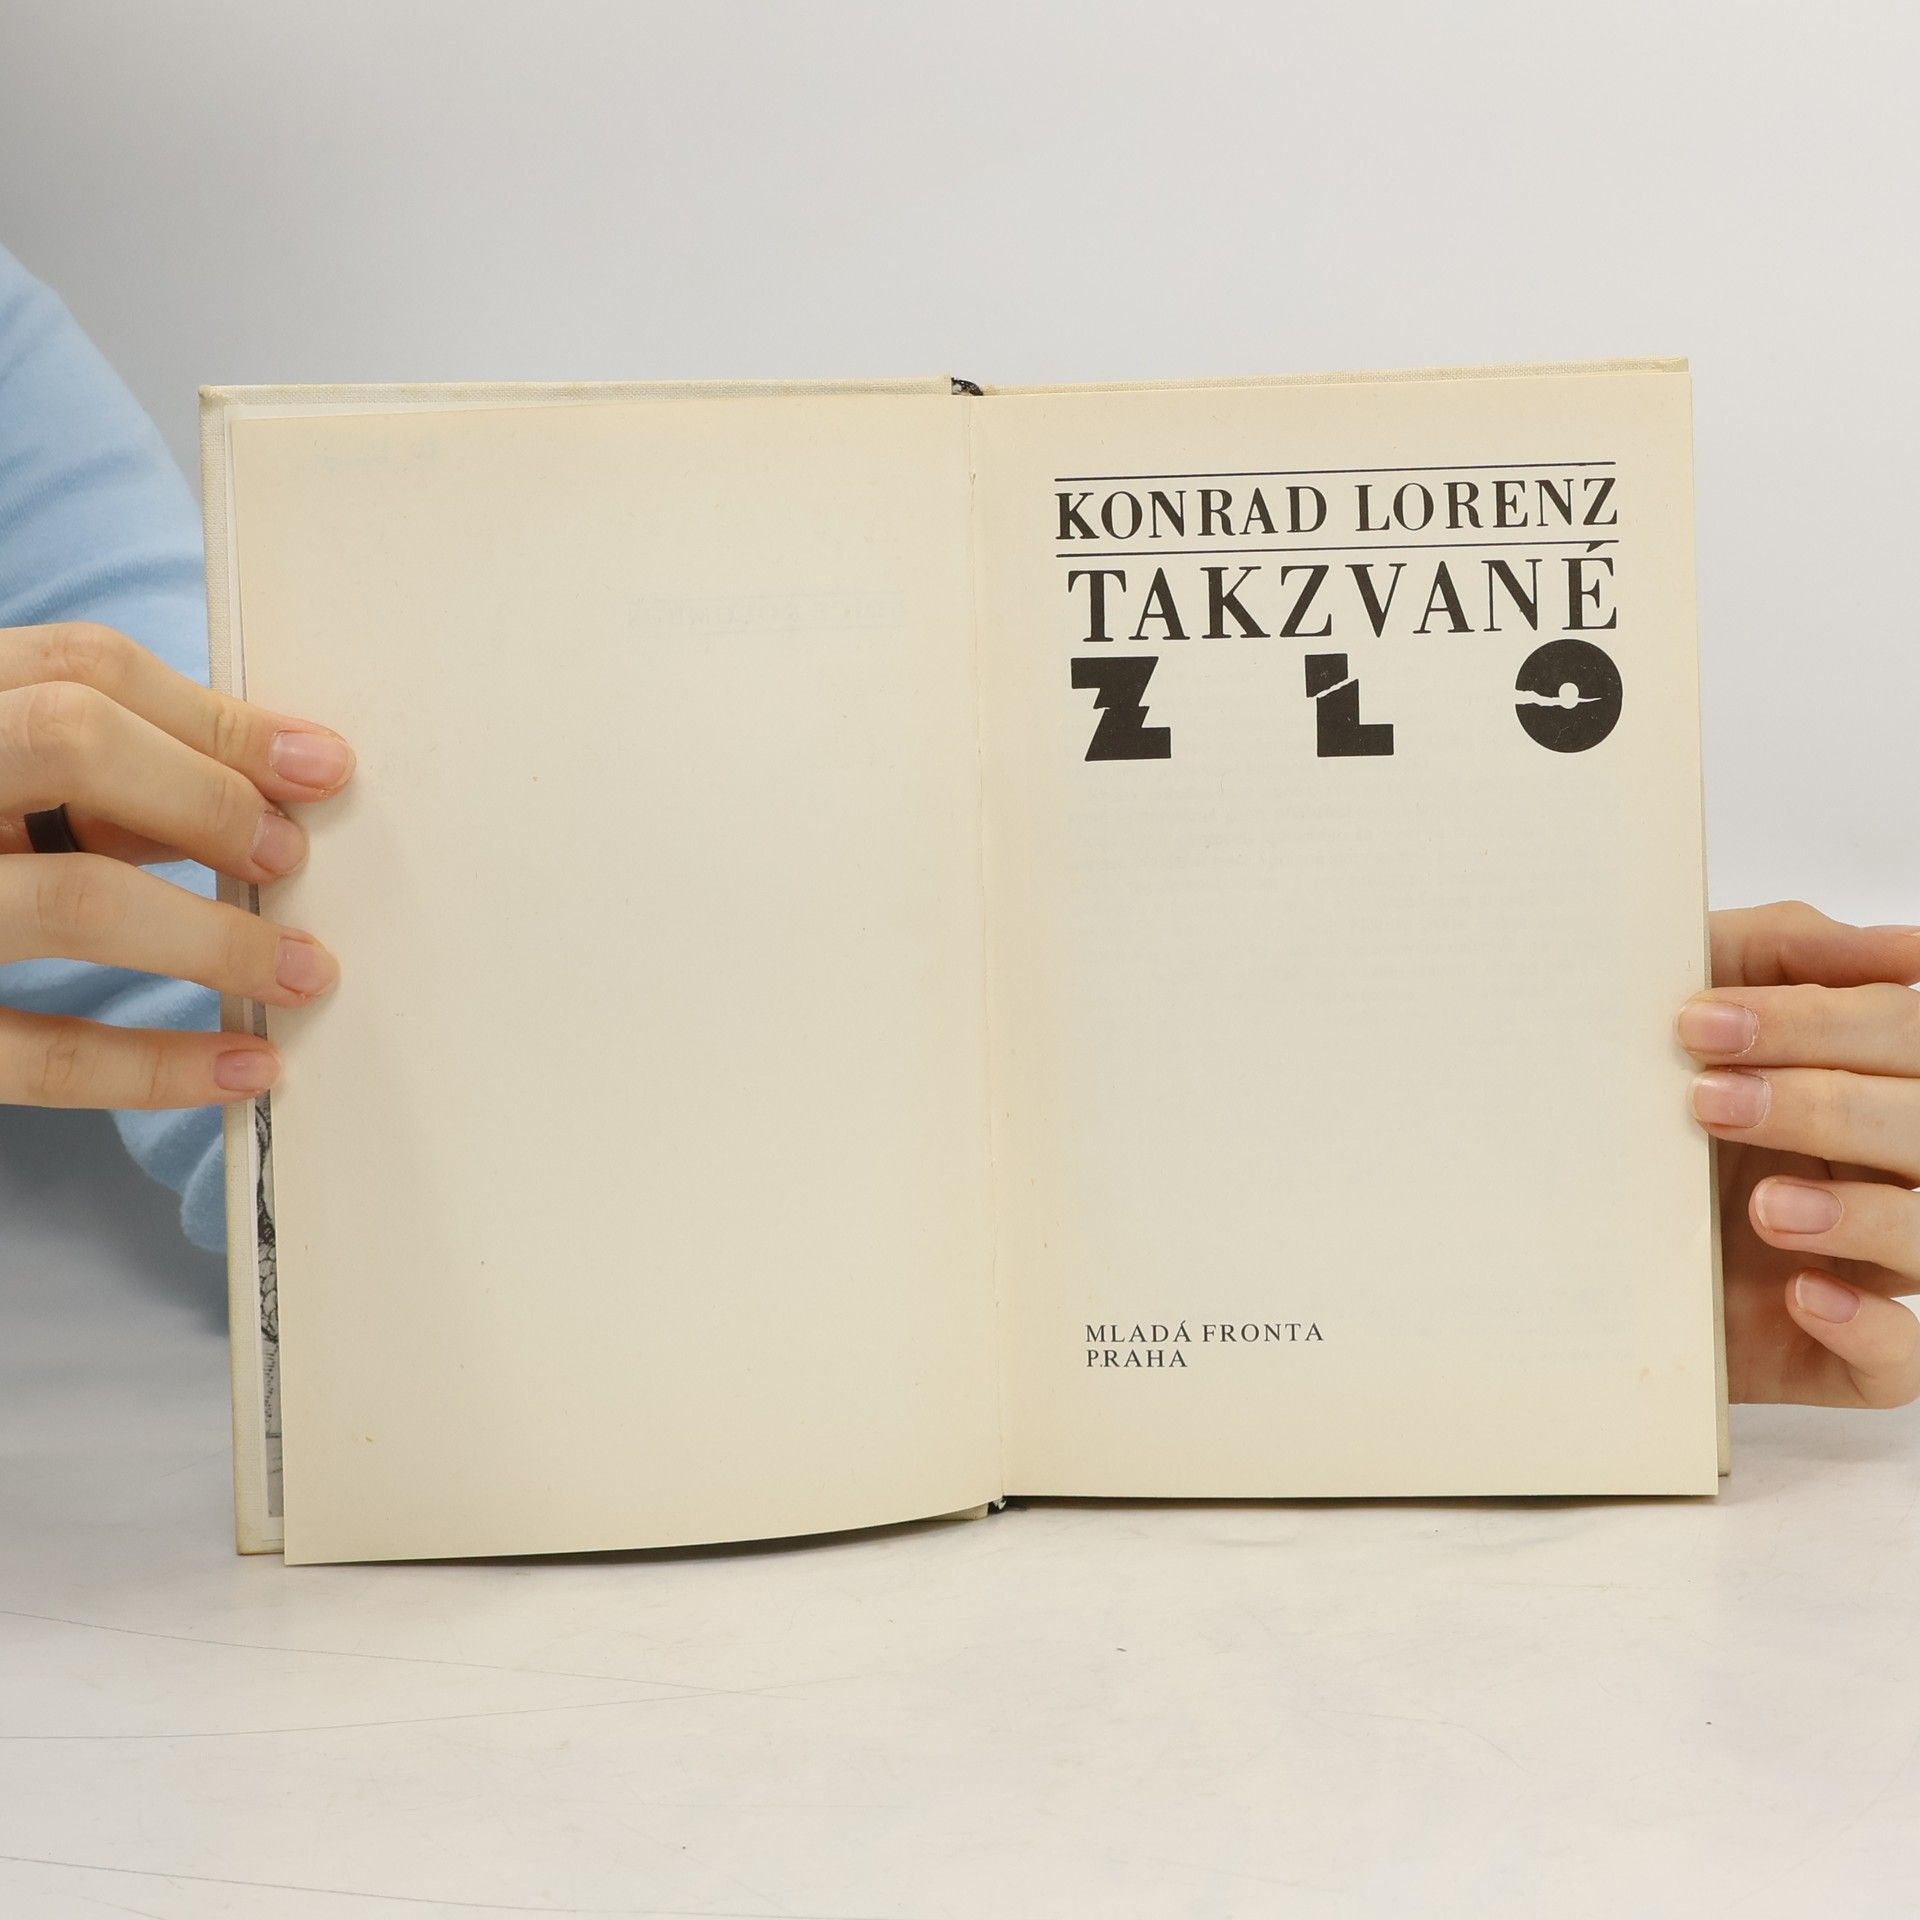 KONRAD LORENZ
TAKZVANÉ
ZLO
MLADÁ FRONTA
PRAHA